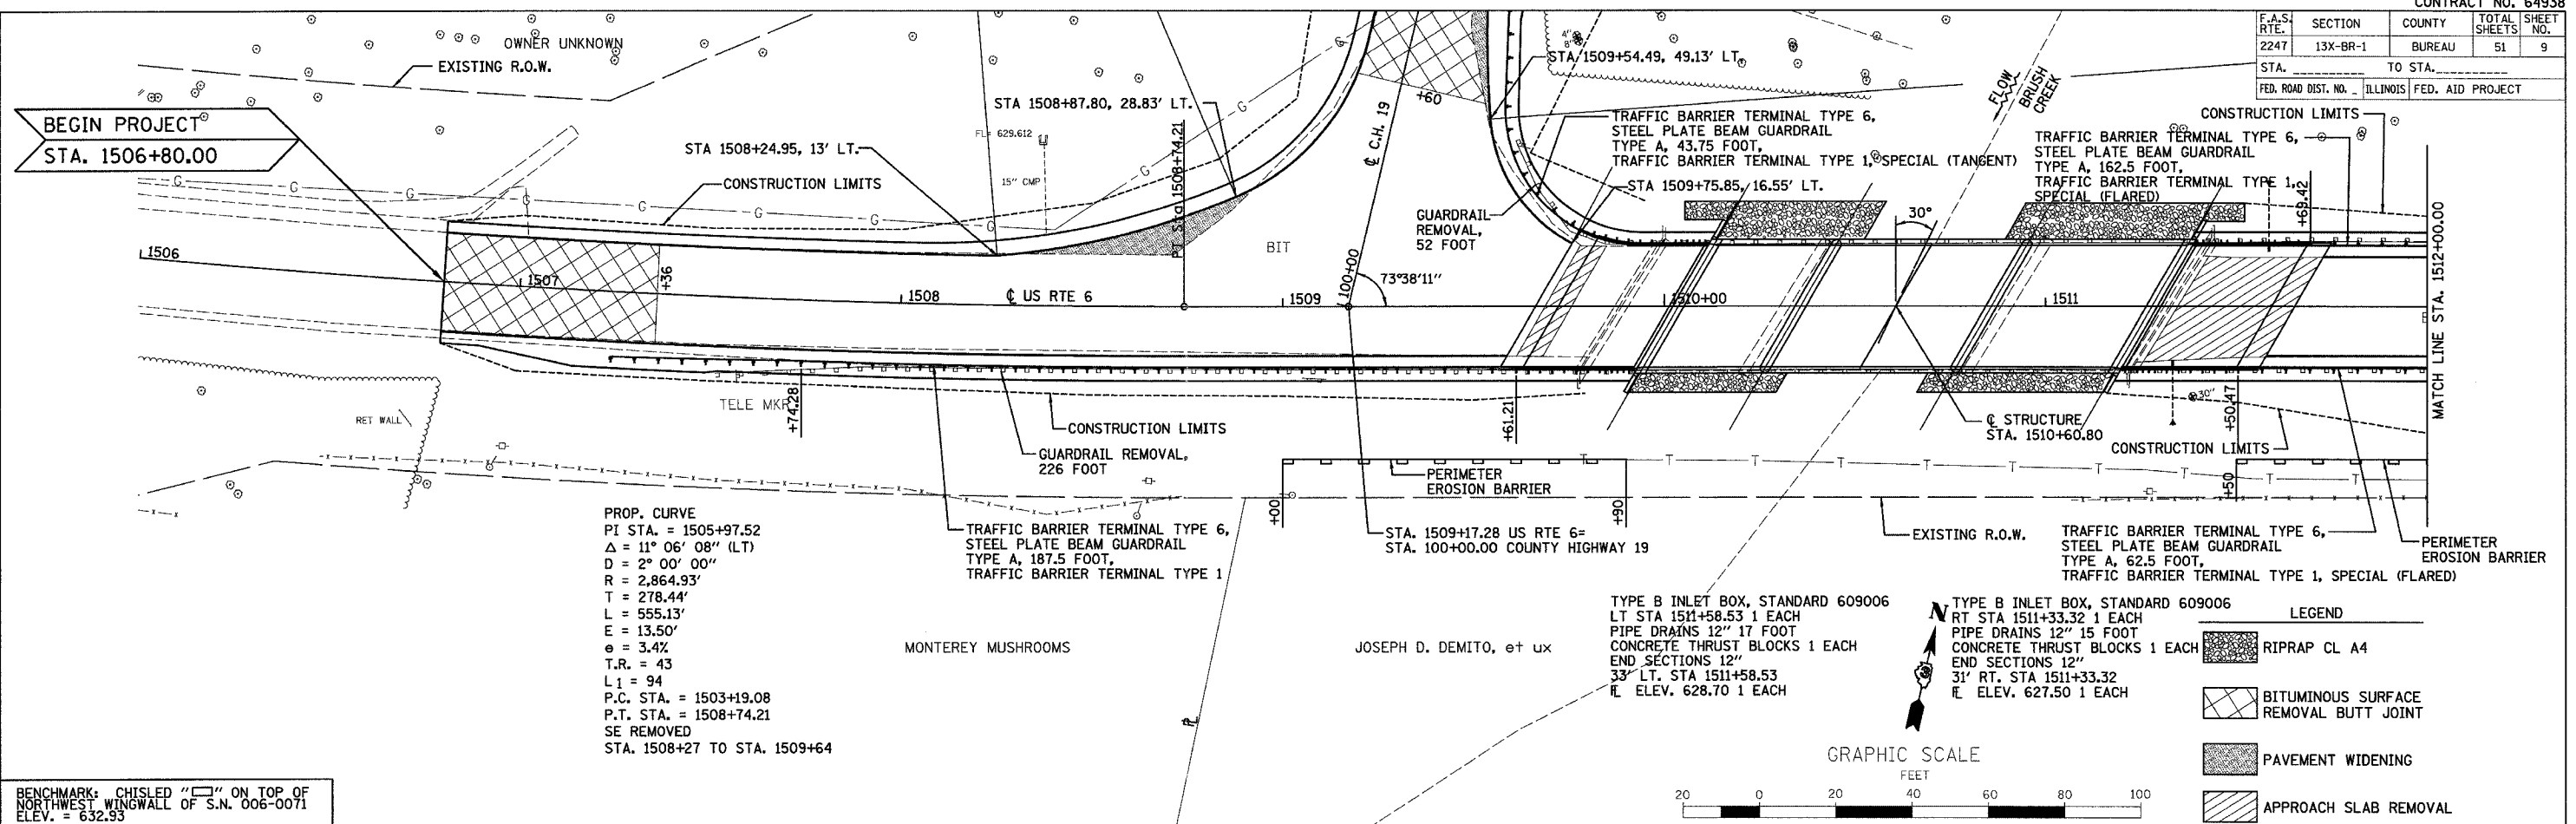 CONTRACT NO. 64938
F.A.S. RTE. SECTION COUNTY TOTAL SHEETS SHEET NO.
2247 13X-BR-1 BUREAU 51 9
STA. TO STA.
FED. ROAD DIST. NO. _ ILLINOIS FED. AID PROJECT
OWNER UNKNOWN
EXISTING R.O.W.
BEGIN PROJECT
STA. 1506+80.00
STA 1508+24.95, 13' LT.
CONSTRUCTION LIMITS
STA 1508+87.80, 28.83' LT.
FL= 629.612
15" CMP
PT Sta 1508+74.21
℄ C.H. 19
+60
4"
8"
STA 1509+54.49, 49.13' LT.
TRAFFIC BARRIER TERMINAL TYPE 6,
STEEL PLATE BEAM GUARDRAIL
TYPE A, 43.75 FOOT,
TRAFFIC BARRIER TERMINAL TYPE 1, SPECIAL (TANGENT)
STA 1509+75.85, 16.55' LT.
GUARDRAIL
REMOVAL,
52 FOOT
FLOW
BRUSH
CREEK
CONSTRUCTION LIMITS
TRAFFIC BARRIER TERMINAL TYPE 6,
STEEL PLATE BEAM GUARDRAIL
TYPE A, 162.5 FOOT,
TRAFFIC BARRIER TERMINAL TYPE 1,
SPECIAL (FLARED)
+69.42
MATCH LINE STA. 1512+00.00
G G G G G G G G G G G
BIT
30°
73°38'11"
100+00
1506
1507
+36
1508
℄ US RTE 6
1509
1510+00
1511
E
TELE MKR
+74.28
RET WALL
CONSTRUCTION LIMITS
GUARDRAIL REMOVAL,
226 FOOT
+61.21
℄ STRUCTURE
STA. 1510+60.80
30"
+50.47
CONSTRUCTION LIMITS
PERIMETER
EROSION BARRIER
+00
+90
+50
T T T T T T T T
TRAFFIC BARRIER TERMINAL TYPE 6,
STEEL PLATE BEAM GUARDRAIL
TYPE A, 187.5 FOOT,
TRAFFIC BARRIER TERMINAL TYPE 1
STA. 1509+17.28 US RTE 6=
STA. 100+00.00 COUNTY HIGHWAY 19
EXISTING R.O.W.
TRAFFIC BARRIER TERMINAL TYPE 6,
STEEL PLATE BEAM GUARDRAIL
TYPE A, 62.5 FOOT,
TRAFFIC BARRIER TERMINAL TYPE 1, SPECIAL (FLARED)
PERIMETER
EROSION BARRIER
PROP. CURVE
PI STA. = 1505+97.52
Δ = 11° 06' 08" (LT)
D = 2° 00' 00"
R = 2,864.93'
T = 278.44'
L = 555.13'
E = 13.50'
e = 3.4%
T.R. = 43
L1 = 94
P.C. STA. = 1503+19.08
P.T. STA. = 1508+74.21
SE REMOVED
STA. 1508+27 TO STA. 1509+64
MONTEREY MUSHROOMS
JOSEPH D. DEMITO, et ux
PL
TYPE B INLET BOX, STANDARD 609006
LT STA 1511+58.53 1 EACH
PIPE DRAINS 12" 17 FOOT
CONCRETE THRUST BLOCKS 1 EACH
END SECTIONS 12"
33' LT. STA 1511+58.53
FL ELEV. 628.70 1 EACH
N
TYPE B INLET BOX, STANDARD 609006
RT STA 1511+33.32 1 EACH
PIPE DRAINS 12" 15 FOOT
CONCRETE THRUST BLOCKS 1 EACH
END SECTIONS 12"
31' RT. STA 1511+33.32
FL ELEV. 627.50 1 EACH
LEGEND
RIPRAP CL A4
BITUMINOUS SURFACE
REMOVAL BUTT JOINT
PAVEMENT WIDENING
APPROACH SLAB REMOVAL
GRAPHIC SCALE
FEET
20 0 20 40 60 80 100
BENCHMARK: CHISLED "▭" ON TOP OF
NORTHWEST WINGWALL OF S.N. 006-0071
ELEV. = 632.93